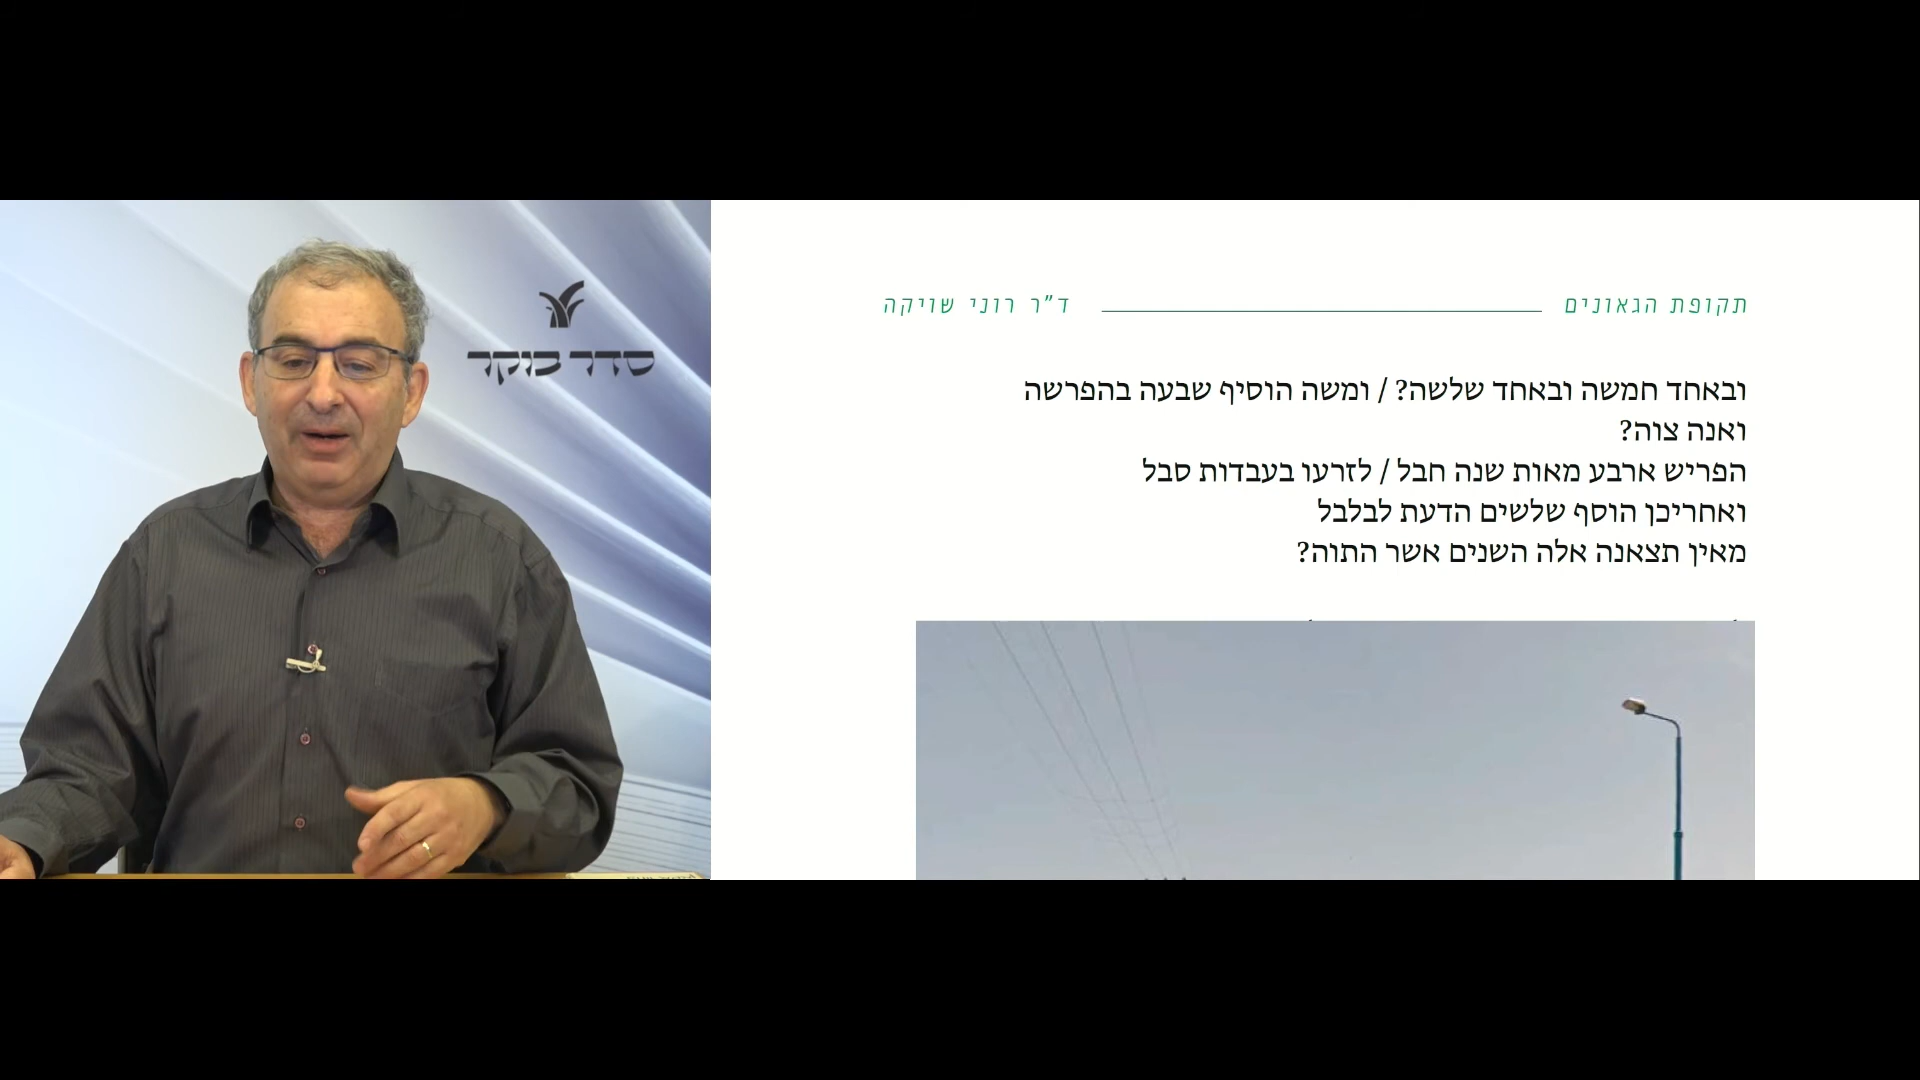 סדר בוקר
תקופת הגאונים ד"ר רוני שויקה
ובאחד חמשה ובאחד שלשה? / ומשה הוסיף שבעה בהפרשה
ואנה צוה?
הפריש ארבע מאות שנה חבל / לזרעו בעבדות סבל
ואחריכן הוסף שלשים הדעת לבלבל
מאין תצאנה אלה השנים אשר התוה?